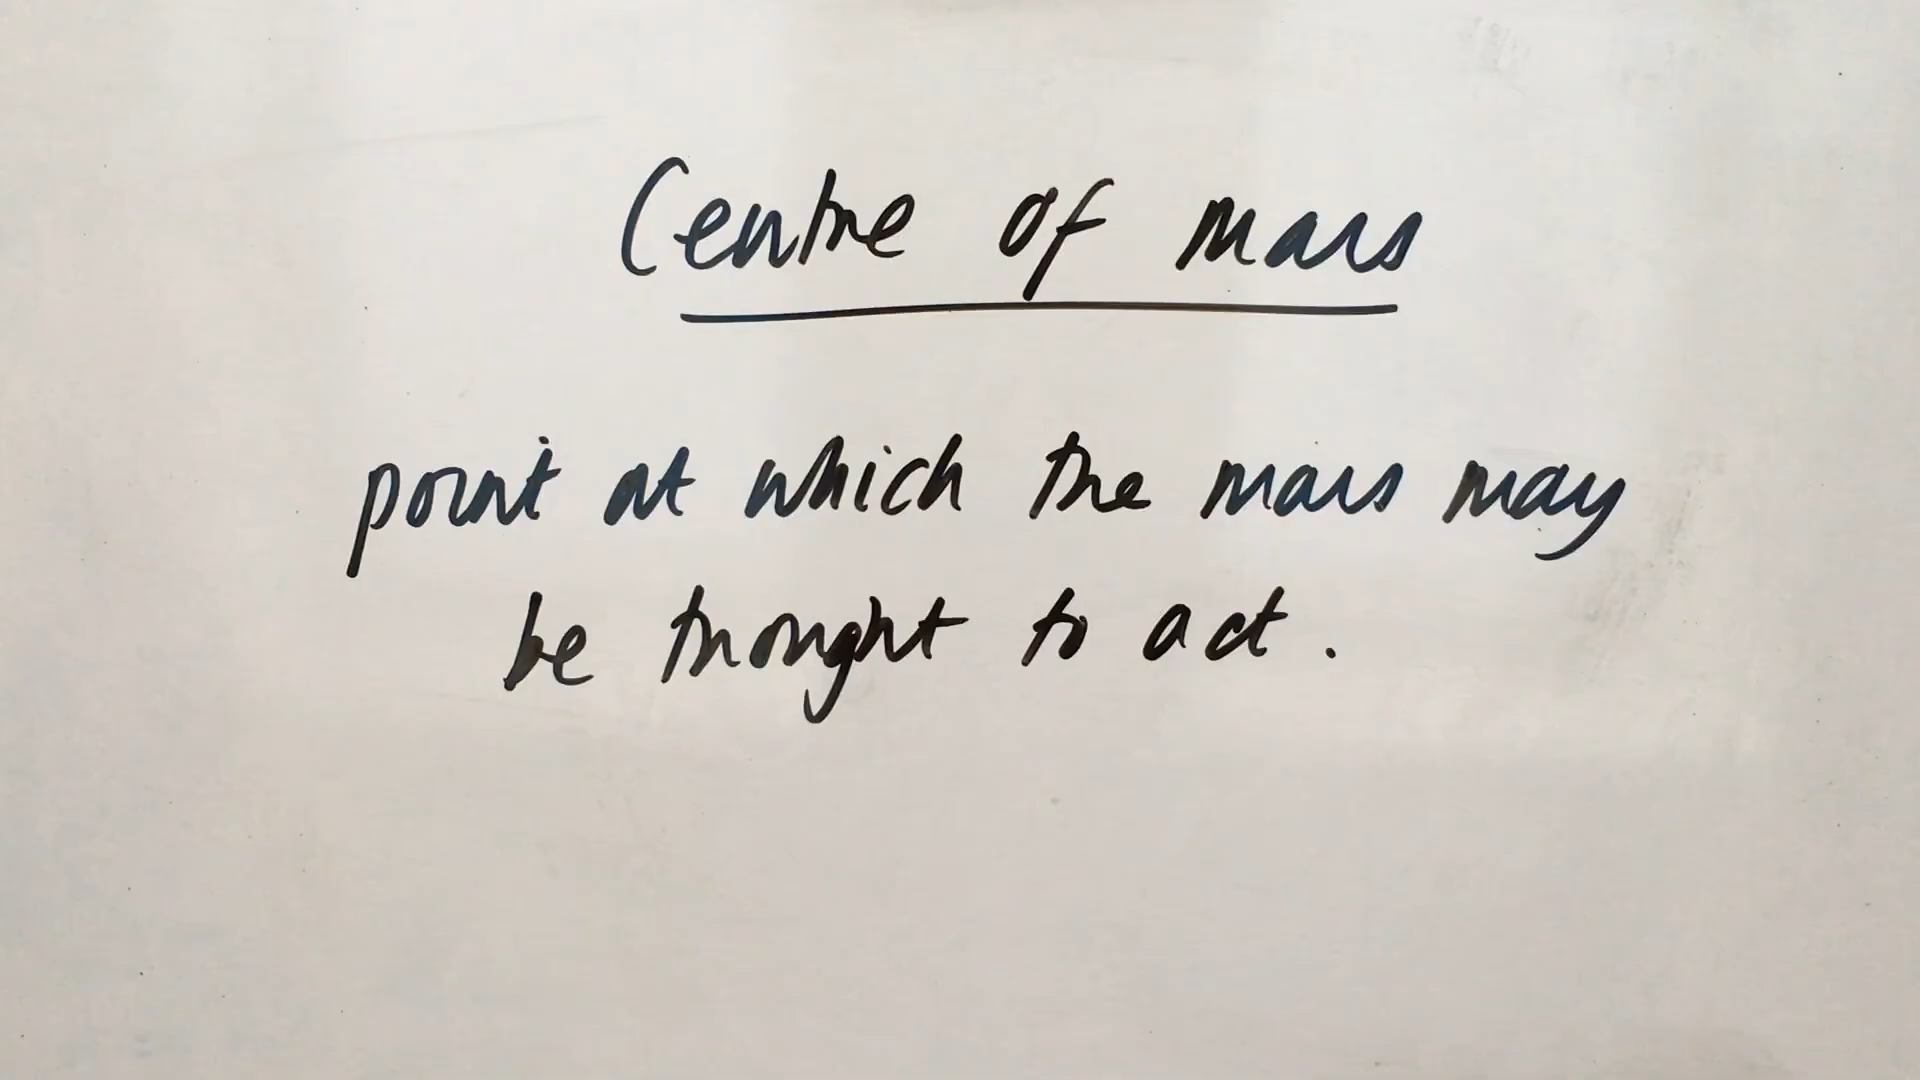 Centre of mass
point at which the mass may
be thought to act.